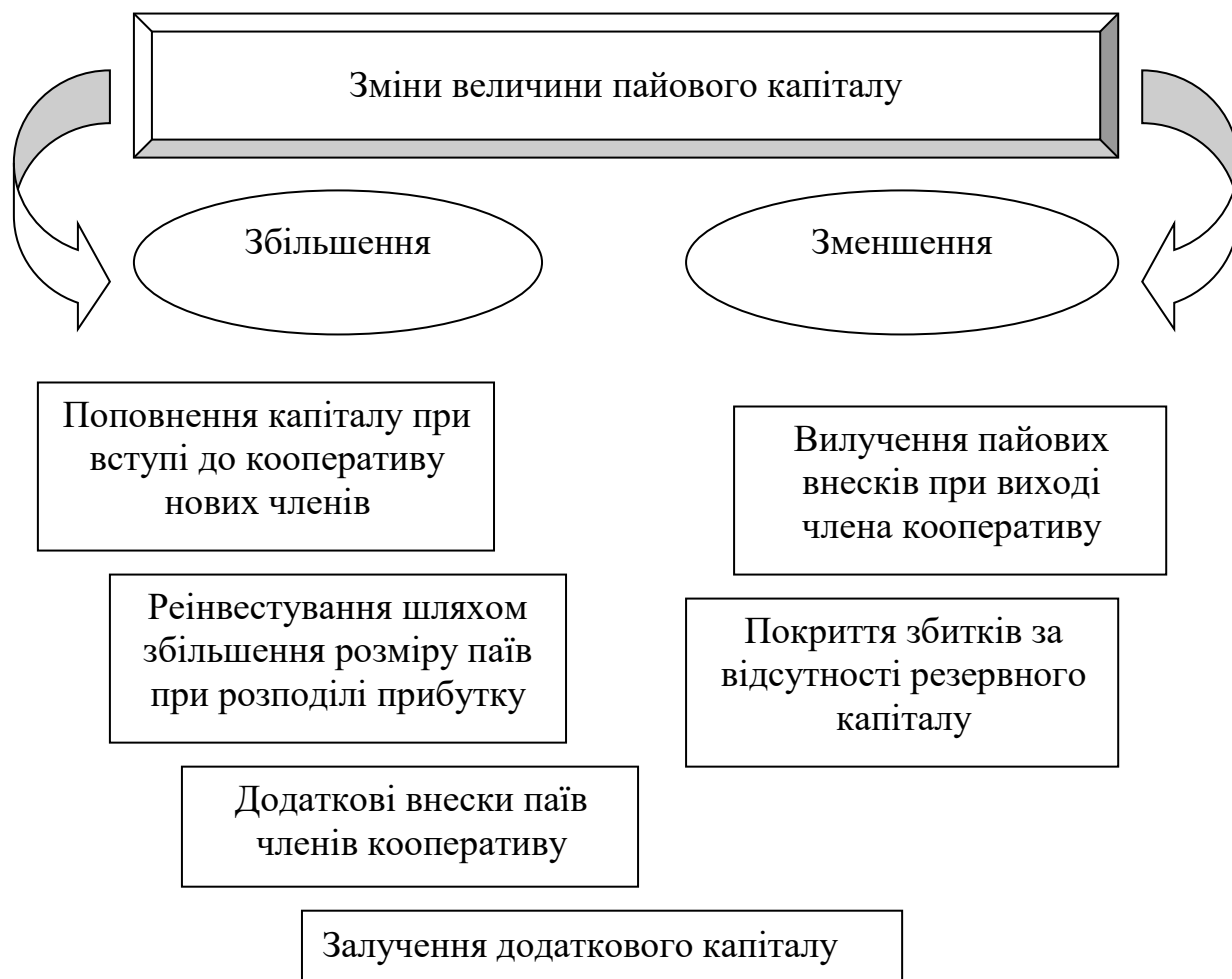 Зміни величини пайового капіталу
Збільшення
Зменшення
Поповнення капіталу при
вступі до кооперативу
нових членів
Реінвестування шляхом
збільшення розміру паїв
при розподілі прибутку
Додаткові внески паїв
членів кооперативу
Залучення додаткового капіталу
Вилучення пайових
внесків при виході
члена кооперативу
Покриття збитків за
відсутності резервного
капіталу